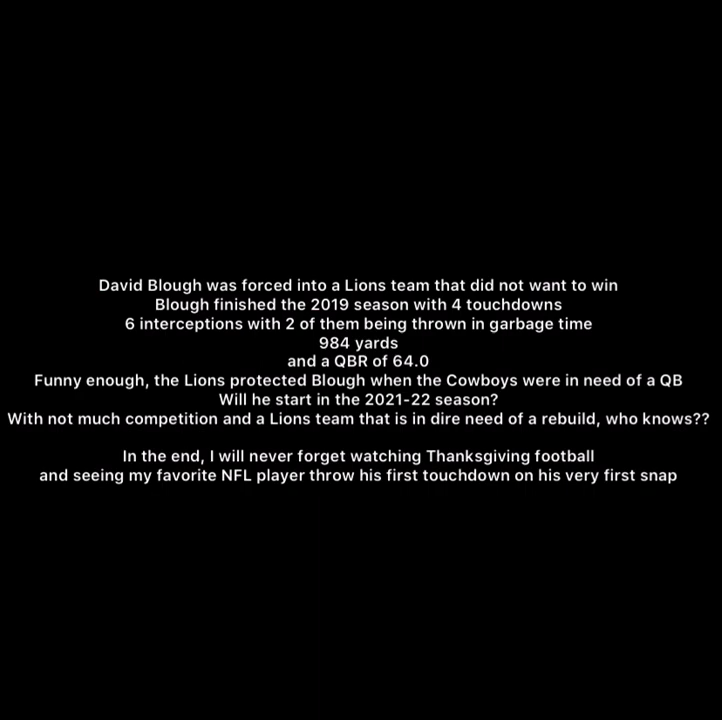 David Blough was forced into a Lions team that did not want to win
Blough finished the 2019 season with 4 touchdowns
6 interceptions with 2 of them being thrown in garbage time
984 yards
and a QBR of 64.0
Funny enough, the Lions protected Blough when the Cowboys were in need of a QB
Will he start in the 2021-22 season?
With not much competition and a Lions team that is in dire need of a rebuild, who knows??
In the end, I will never forget watching Thanksgiving football
and seeing my favorite NFL player throw his first touchdown on his very first snap